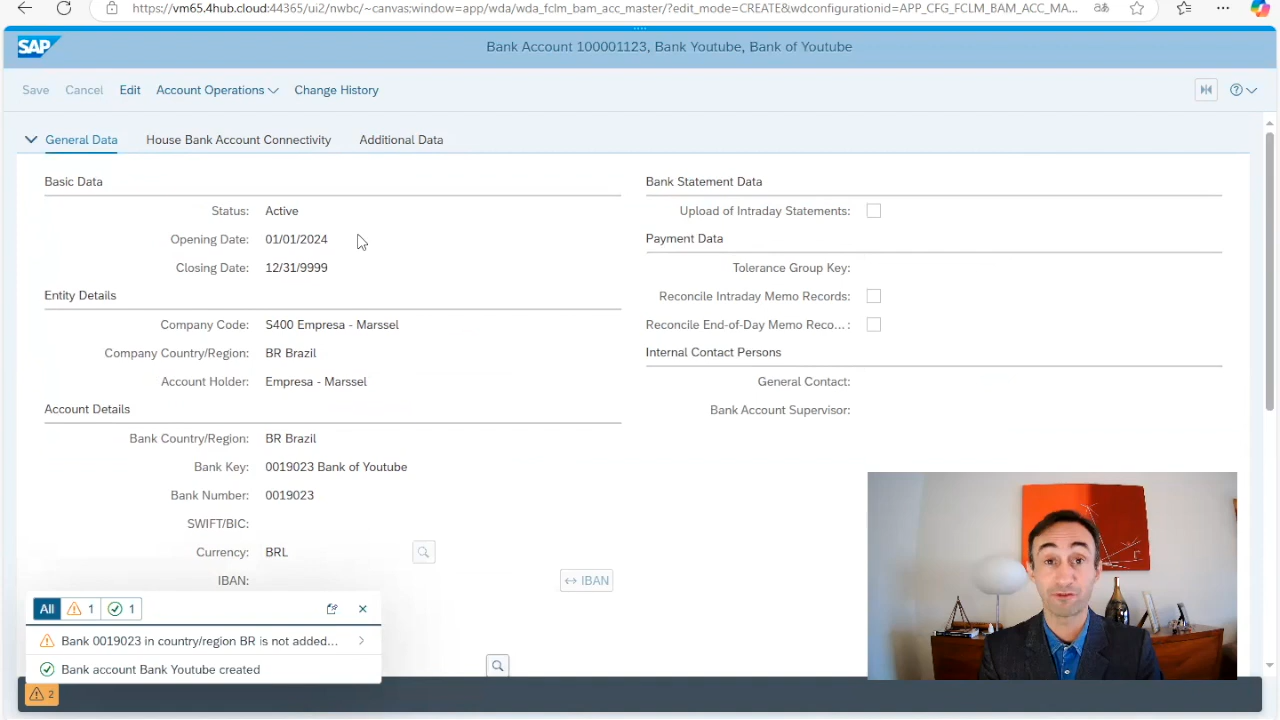 https://vm65.4hub.cloud:44365/ui2/nwbc/~canvas;window=app/wda/wda_fclm_bam_acc_master/?edit_mode=CREATE&wdconfigurationid=APP_CFG_FCLM_BAM_ACC_MA...
SAP Bank Account 100001123, Bank Youtube, Bank of Youtube
Save Cancel Edit Account Operations Change History
General Data House Bank Account Connectivity Additional Data
Basic Data
Status: Active
Opening Date: 01/01/2024
Closing Date: 12/31/9999
Entity Details
Company Code: S400 Empresa - Marssel
Company Country/Region: BR Brazil
Account Holder: Empresa - Marssel
Account Details
Bank Country/Region: BR Brazil
Bank Key: 0019023 Bank of Youtube
Bank Number: 0019023
SWIFT/BIC:
Currency: BRL
IBAN: IBAN
Bank Statement Data
Upload of Intraday Statements:
Payment Data
Tolerance Group Key:
Reconcile Intraday Memo Records:
Reconcile End-of-Day Memo Reco... :
Internal Contact Persons
General Contact:
Bank Account Supervisor:
All 1 1
Bank 0019023 in country/region BR is not added...
Bank account Bank Youtube created
2